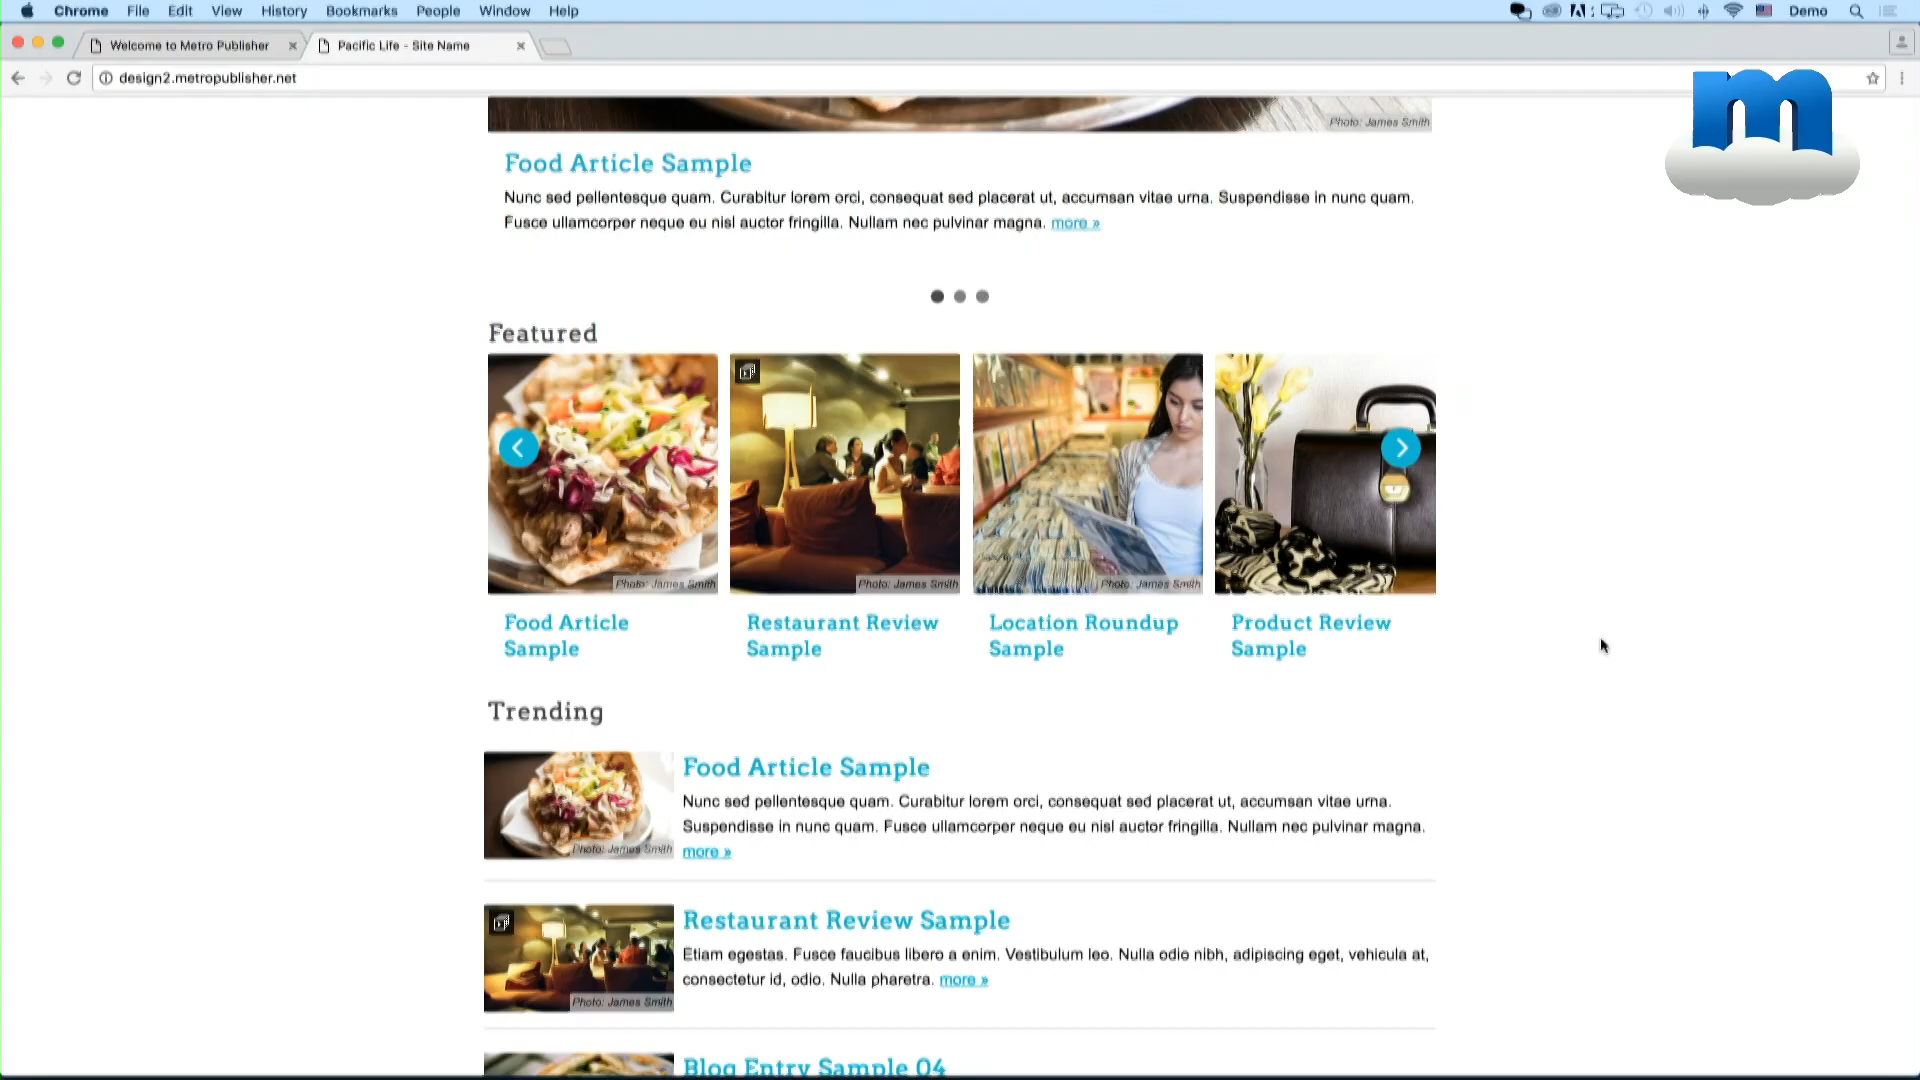 Chrome File Edit View History Bookmarks People Window Help Demo
Welcome to Metro Publisher
Pacific Life - Site Name
design2.metropublisher.net
m
Photo: James Smith
Food Article Sample
Nunc sed pellentesque quam. Curabitur lorem orci, consequat sed placerat ut, accumsan vitae urna. Suspendisse in nunc quam.
Fusce ullamcorper neque eu nisl auctor fringilla. Nullam nec pulvinar magna. more »
Featured
Photo: James Smith
Photo: James Smith
Photo: James Smith
Food Article
Sample
Restaurant Review
Sample
Location Roundup
Sample
Product Review
Sample
Trending
Food Article Sample
Nunc sed pellentesque quam. Curabitur lorem orci, consequat sed placerat ut, accumsan vitae urna.
Suspendisse in nunc quam. Fusce ullamcorper neque eu nisl auctor fringilla. Nullam nec pulvinar magna.
more »
Photo: James Smith
Restaurant Review Sample
Etiam egestas. Fusce faucibus libero a enim. Vestibulum leo. Nulla odio nibh, adipiscing eget, vehicula at,
consectetur id, odio. Nulla pharetra. more »
Photo: James Smith
Blog Entry Sample 04